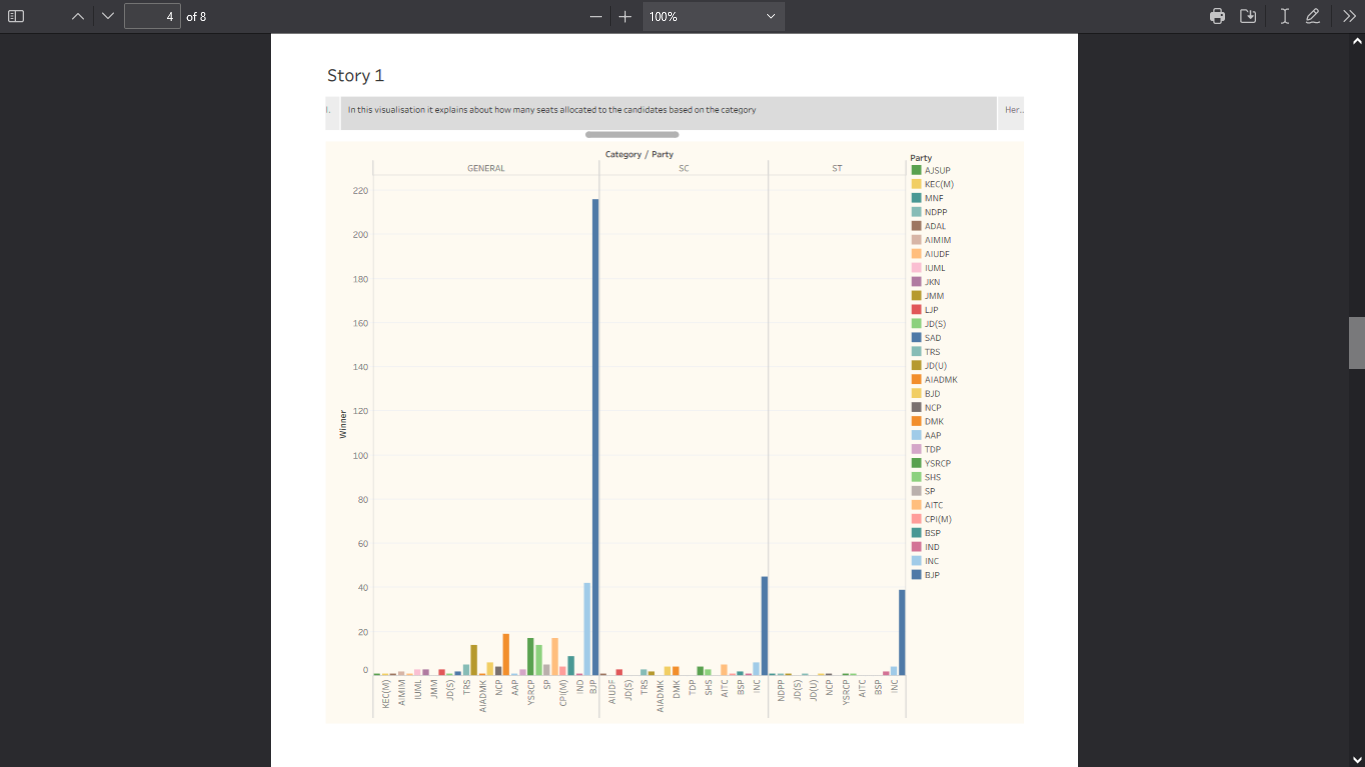 4 of 8
100%
Story 1
l.
In this visualisation it explains about how many seats allocated to the candidates based on the category
Her..
Category / Party
GENERAL
SC
ST
Winner
220
200
180
160
140
120
100
80
60
40
20
0
KEC(M)
AIMIM
IUML
JMM
JD(S)
TRS
AIADMK
NCP
AAP
YSRCP
SP
CPI(M)
IND
BJP
AIUDF
JD(S)
TRS
AIADMK
DMK
TDP
SHS
AITC
BSP
INC
NDPP
JD(S)
JD(U)
NCP
YSRCP
AITC
BSP
INC
Party
AJSUP
KEC(M)
MNF
NDPP
ADAL
AIMIM
AIUDF
IUML
JKN
JMM
LJP
JD(S)
SAD
TRS
JD(U)
AIADMK
BJD
NCP
DMK
AAP
TDP
YSRCP
SHS
SP
AITC
CPI(M)
BSP
IND
INC
BJP